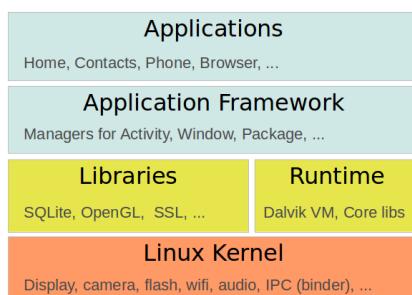 Applications
Home, Contacts, Phone, Browser, ...
Application Framework
Managers for Activity, Window, Package, ...
Libraries
SQLite, OpenGL, SSL, ...
Runtime
Dalvik VM, Core libs
Linux Kernel
Display, camera, flash, wifi, audio, IPC (binder), ...